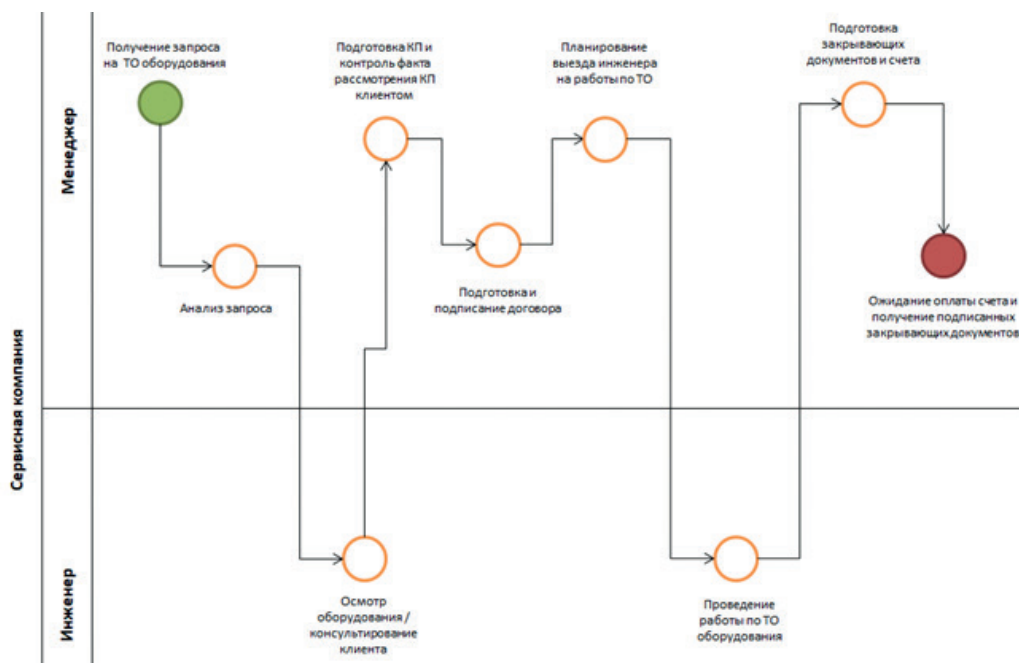 Сервисная компания
Менеджер
Получение запроса
на ТО оборудования
Анализ запроса
Подготовка КП и
контроль факта
рассмотрения КП
клиентом
Подготовка и
подписание договора
Планирование
выезда инженера
на работы по ТО
Подготовка
закрывающих
документов и счета
Ожидание оплаты счета и
получение подписанных
закрывающих документов
Инженер
Осмотр
оборудования /
консультирование
клиента
Проведение
работы по ТО
оборудования